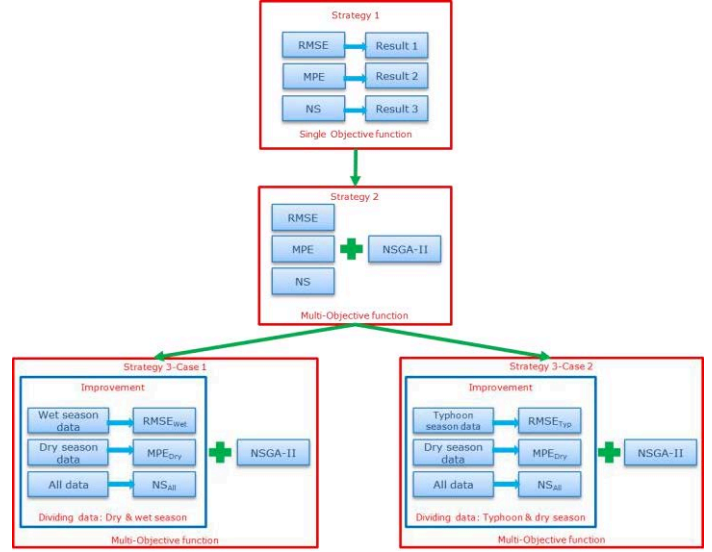 Strategy 1
RMSE
Result 1
MPE
Result 2
NS
Result 3
Single Objective function
Strategy 2
RMSE
MPE
NSGA-II
NS
Multi-Objective function
Strategy 3-Case 1
Improvement
Wet season
data
RMSEWet
Dry season
data
MPEDry
All data
NSAll
NSGA-II
Dividing data: Dry & wet season
Multi-Objective function
Strategy 3-Case 2
Improvement
Typhoon
season data
RMSETyp
Dry season
data
MPEDry
All data
NSAll
NSGA-II
Dividing data: Typhoon & dry season
Multi-Objective function